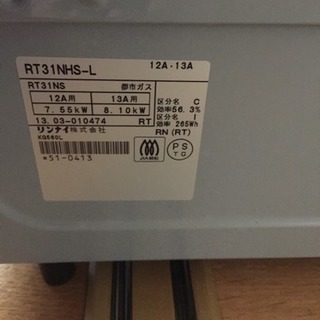 RT31NHS-L 12A・13A
RT31NS 都市ガス
12A用 13A用
7.55kW 8.10kW
13.03-010474 RT
リンナイ株式会社
KG560L
*51-0413
区分名 C
効率56.3%
区分名 I
効率 265Wh
RN (RT)
JIA認証
PS
TG